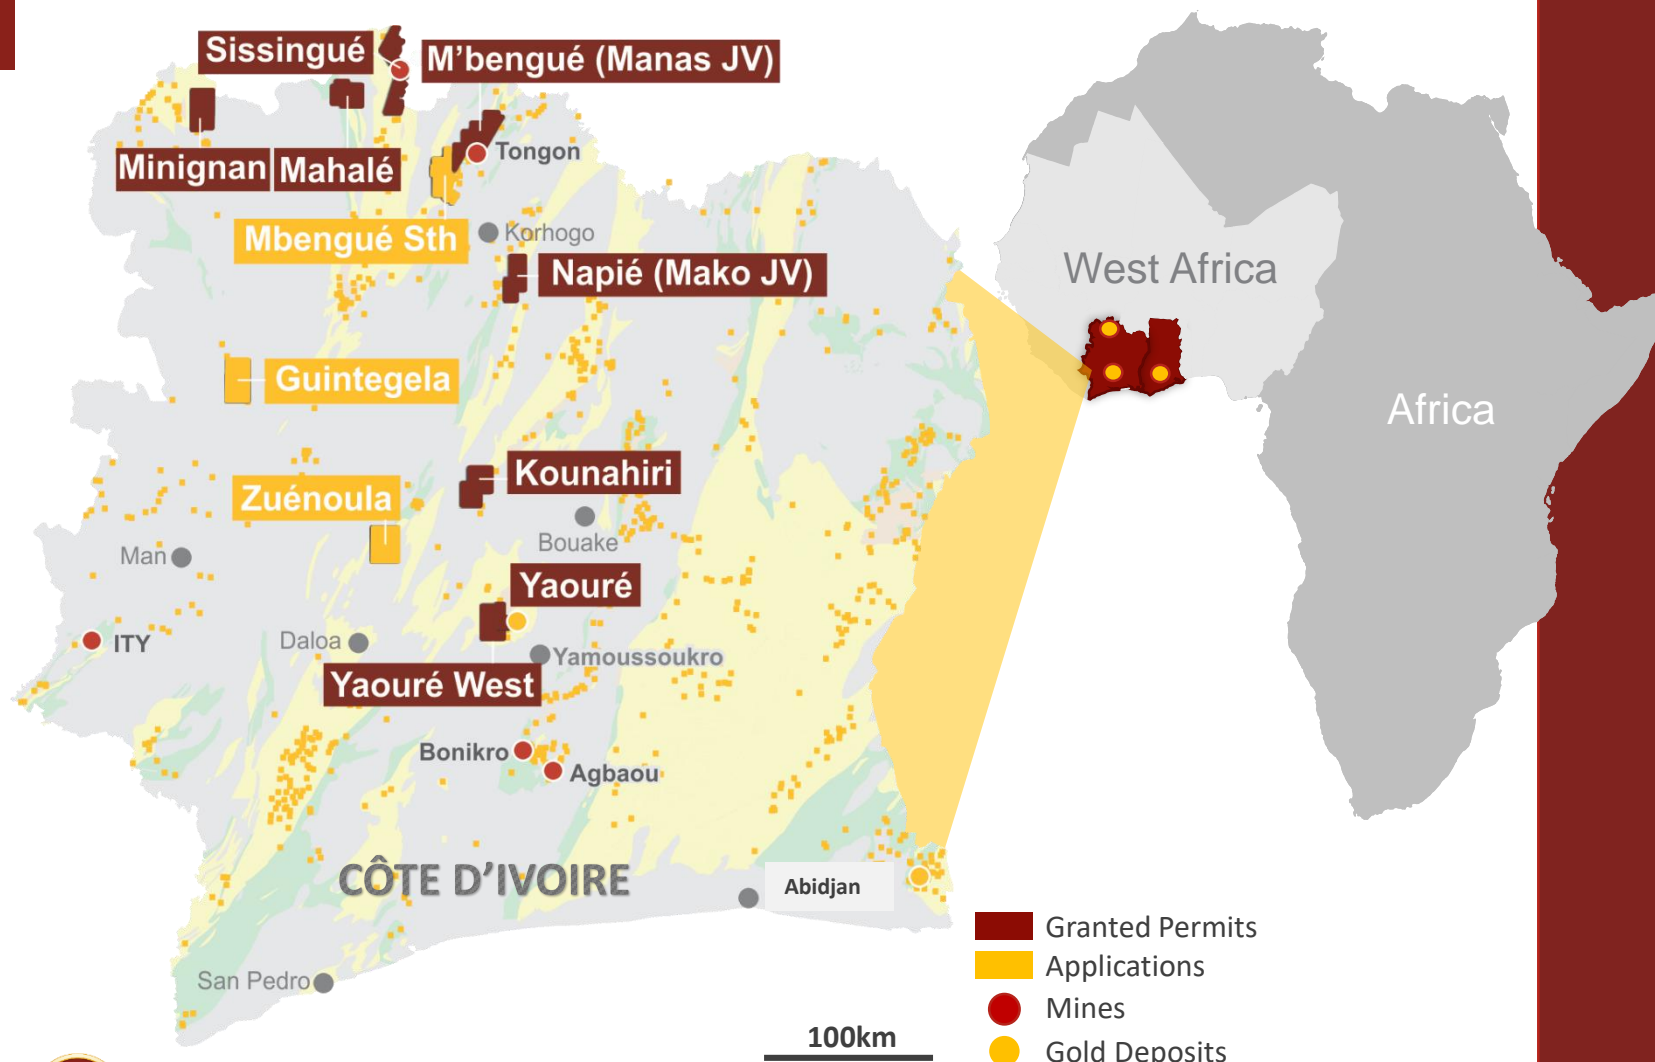 Sissingué
M'bengué (Manas JV)
Minignan
Mahalé
Tongon
Mbengué Sth
Korhogo
Napié (Mako JV)
West Africa
Guintegela
Africa
Kounahiri
Zuénoula
Bouake
Man
Yaouré
ITY
Daloa
Yamoussoukro
Yaouré West
Bonikro
Agbaou
CÔTE D'IVOIRE
Abidjan
San Pedro
Granted Permits
Applications
Mines
Gold Deposits
100km